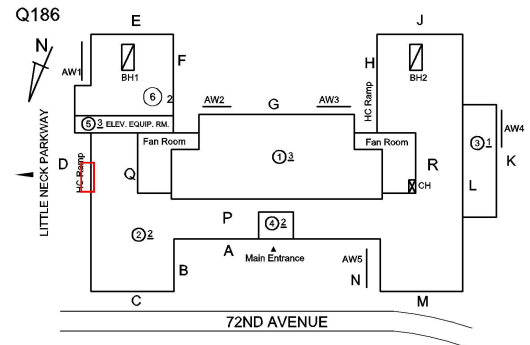 Q186
E
J
N
F
H
AW1
BH1
BH2
6 2
AW2
G
AW3
HC Ramp
5 3 ELEV. EQUIP. RM.
AW4
Fan Room
Fan Room
3 1
K
LITTLE NECK PARKWAY
D
HC Ramp
Q
1 3
R
CH
L
P
4 2
2 2
A
Main Entrance
B
AW5
N
C
M
72ND AVENUE